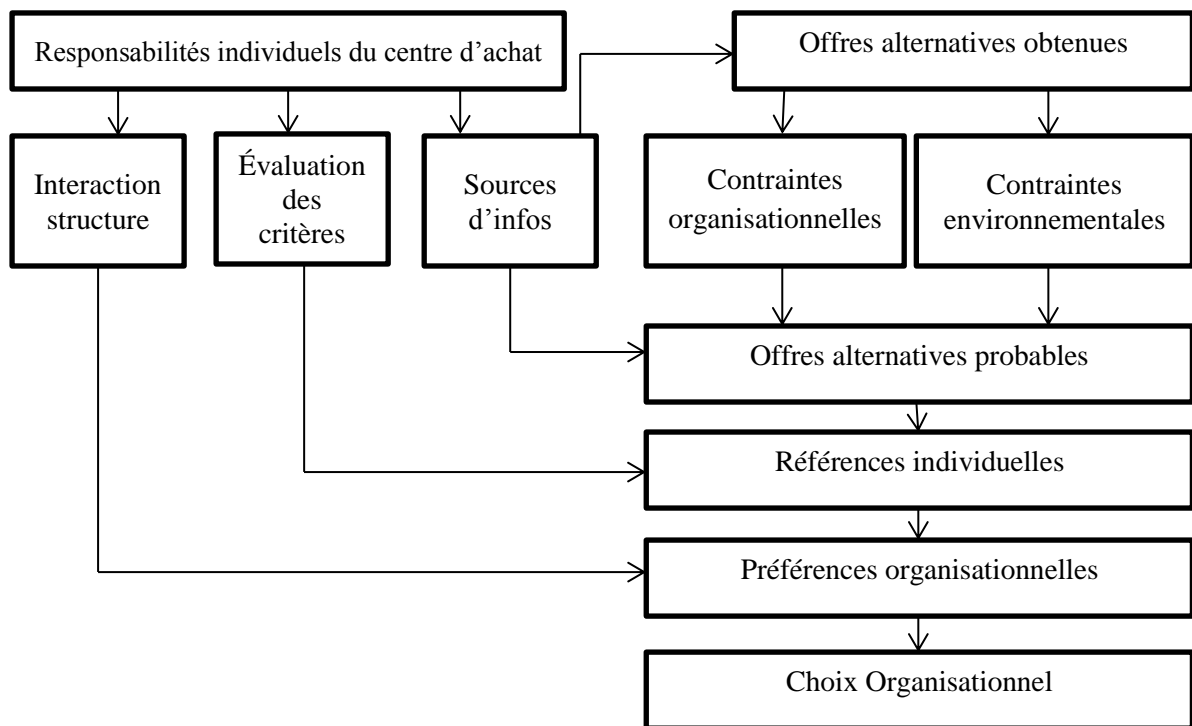 Responsabilités individuels du centre d’achat
Offres alternatives obtenues
Interaction
structure
Évaluation
des
critères
Sources
d’infos
Contraintes
organisationnelles
Contraintes
environnementales
Offres alternatives probables
Références individuelles
Préférences organisationnelles
Choix Organisationnel